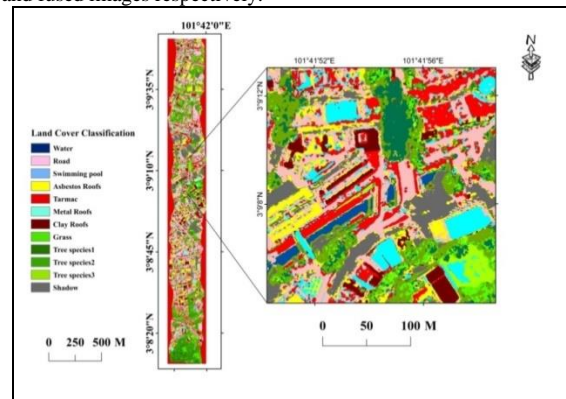 and fused images respectively.
101°42'0"E
101°41'52"E 101°41'56"E
N
3°9'35"N
3°9'12"N
Land Cover Classification
Water
Road
Swimming pool
Asbestos Roofs
Tarmac
Metal Roofs
Clay Roofs
Grass
Tree species1
Tree species2
Tree species3
Shadow
3°9'10"N
3°9'8"N
3°8'45"N
3°8'20"N
0 250 500 M
0 50 100 M